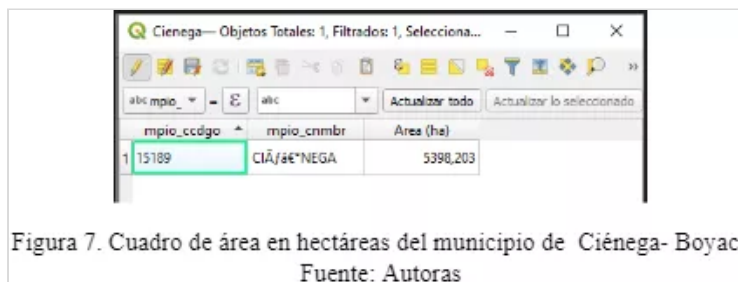 Cienega— Objetos Totales: 1, Filtrados: 1, Selecciona...
abc mpio_ = ε abc Actualizar todo Actualizar lo seleccionado
mpio_ccdgo mpio_cnmbr Area (ha)
1 15189 CIÃƒâ€°NEGA 5398,203
Figura 7. Cuadro de área en hectáreas del municipio de Ciénega- Boyac
Fuente: Autoras